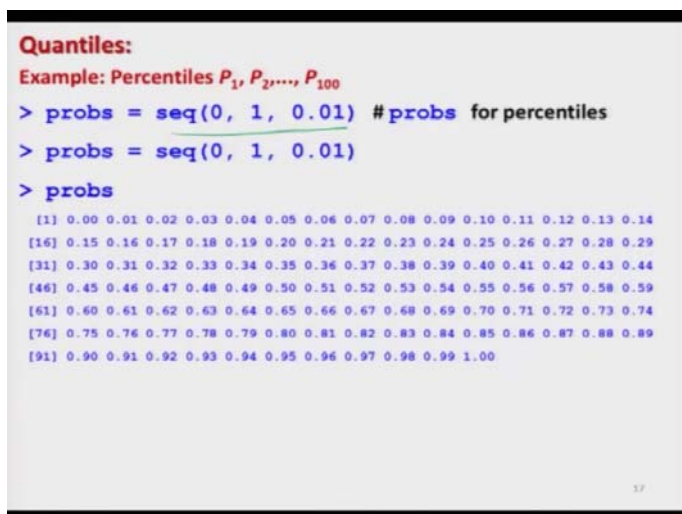 Quantiles:
Example: Percentiles P1, P2,..., P100
> probs = seq(0, 1, 0.01) #probs for percentiles
> probs = seq(0, 1, 0.01)
> probs
[1] 0.00 0.01 0.02 0.03 0.04 0.05 0.06 0.07 0.08 0.09 0.10 0.11 0.12 0.13 0.14
[16] 0.15 0.16 0.17 0.18 0.19 0.20 0.21 0.22 0.23 0.24 0.25 0.26 0.27 0.28 0.29
[31] 0.30 0.31 0.32 0.33 0.34 0.35 0.36 0.37 0.38 0.39 0.40 0.41 0.42 0.43 0.44
[46] 0.45 0.46 0.47 0.48 0.49 0.50 0.51 0.52 0.53 0.54 0.55 0.56 0.57 0.58 0.59
[61] 0.60 0.61 0.62 0.63 0.64 0.65 0.66 0.67 0.68 0.69 0.70 0.71 0.72 0.73 0.74
[76] 0.75 0.76 0.77 0.78 0.79 0.80 0.81 0.82 0.83 0.84 0.85 0.86 0.87 0.88 0.89
[91] 0.90 0.91 0.92 0.93 0.94 0.95 0.96 0.97 0.98 0.99 1.00
17